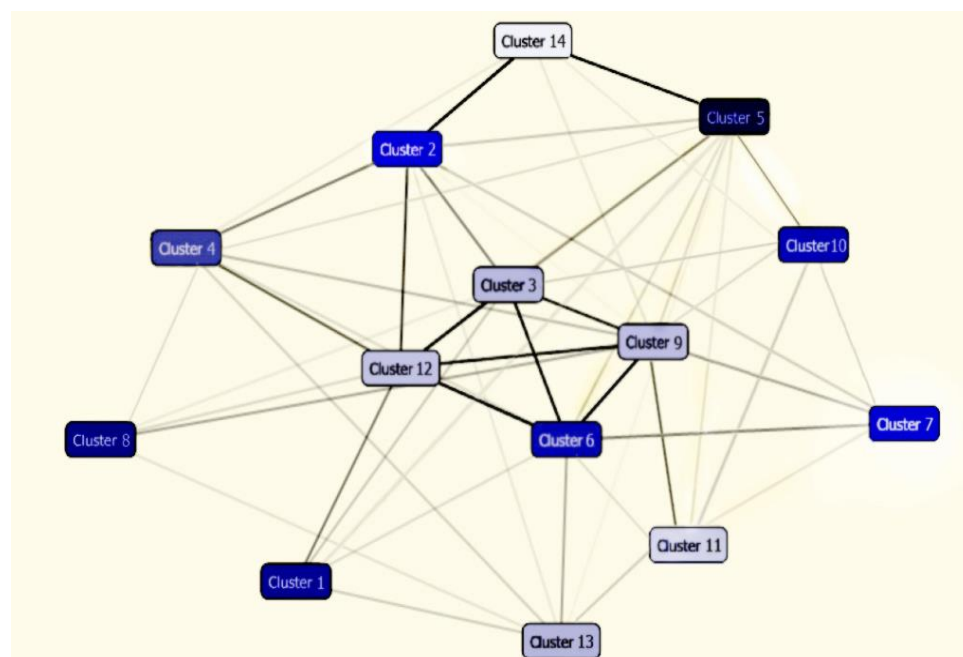 Cluster 14
Cluster 5
Cluster 2
Cluster 4
Cluster10
Cluster 3
Cluster 9
Cluster 12
Cluster 7
Cluster 8
Cluster 6
Cluster 11
Cluster 1
Cluster 13